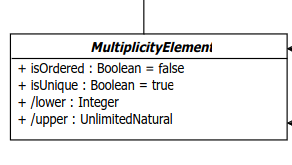 MultiplicityElement
+ isOrdered : Boolean = false
+ isUnique : Boolean = true
+ /lower : Integer
+ /upper : UnlimitedNatural